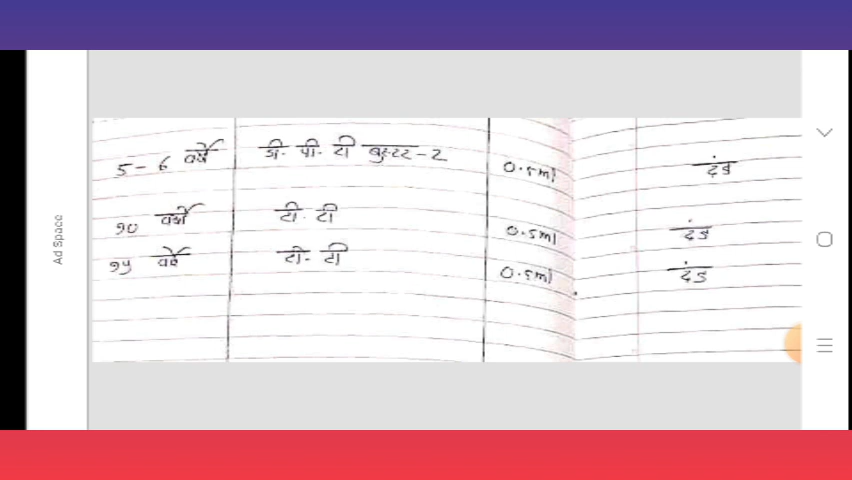 5-6 वर्षे डी. पी. टी बुस्टर-2 0.5ml दंड
१० वर्षे टी. टी 0.5ml दंड
१५ वर्षे टी. टी 0.5ml दंड
Ad Space